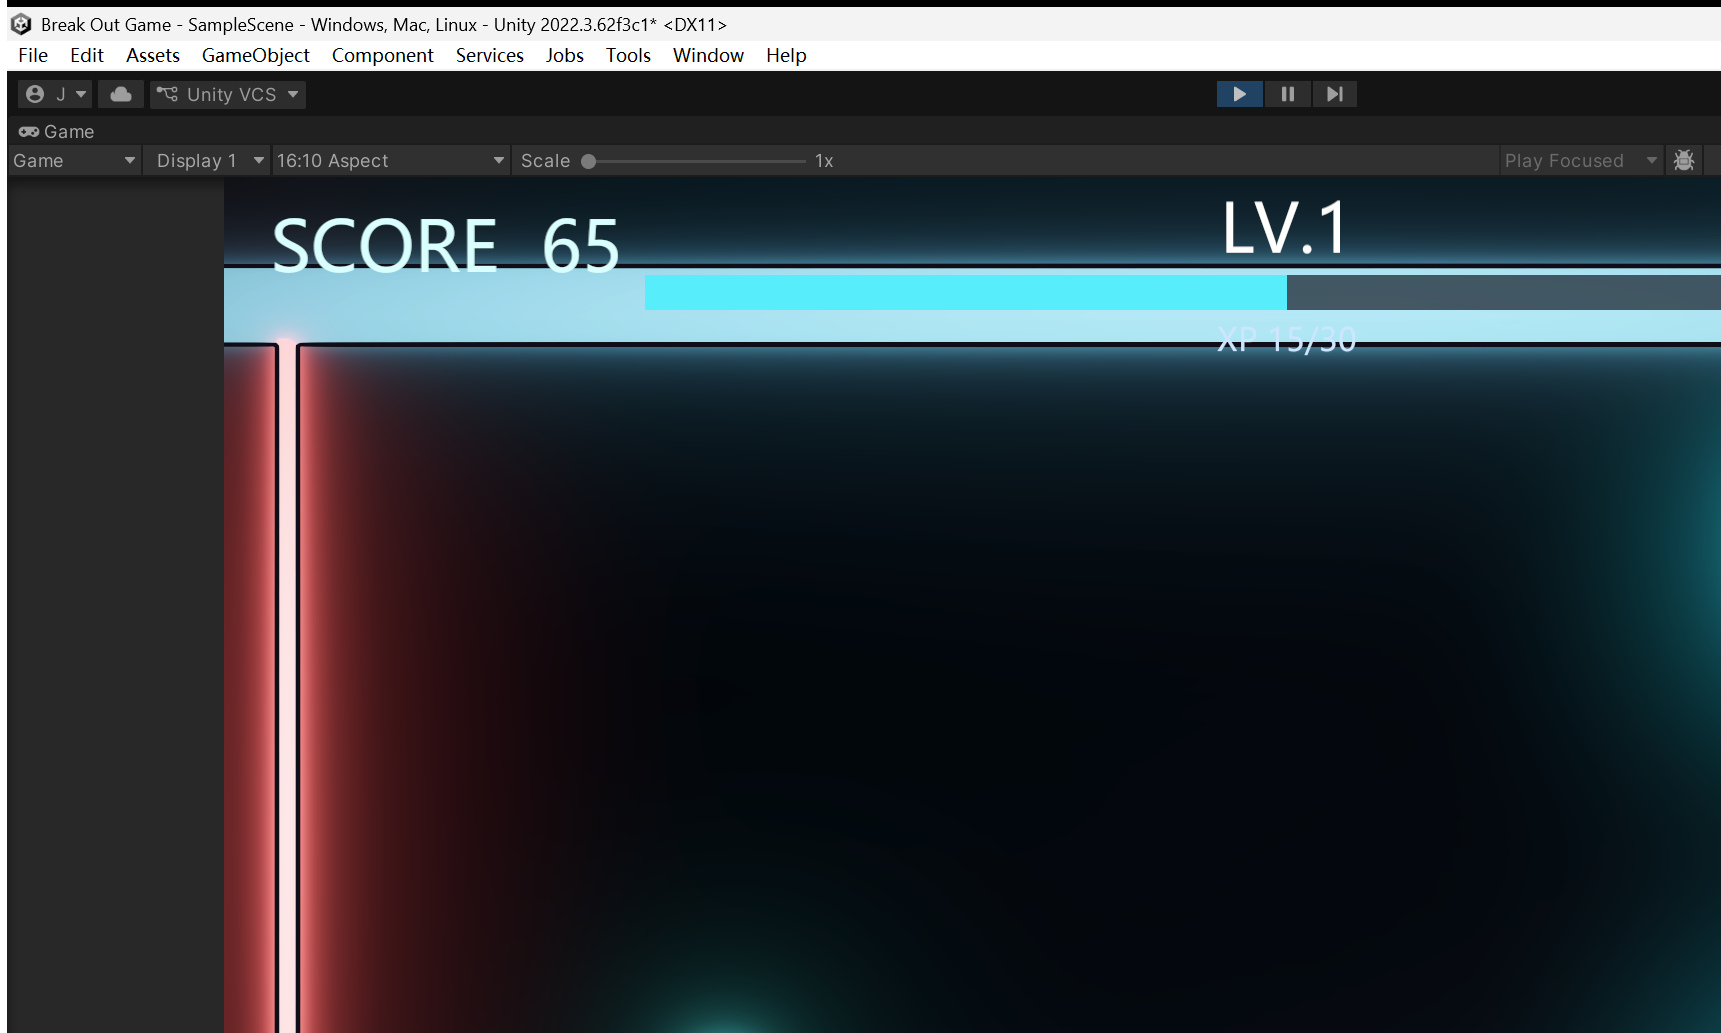 Break Out Game - SampleScene - Windows, Mac, Linux - Unity 2022.3.62f3c1* <DX11>
File Edit Assets GameObject Component Services Jobs Tools Window Help
J Unity VCS
Game
Game Display 1 16:10 Aspect Scale 1x Play Focused
SCORE 65
LV.1
XP 15/30